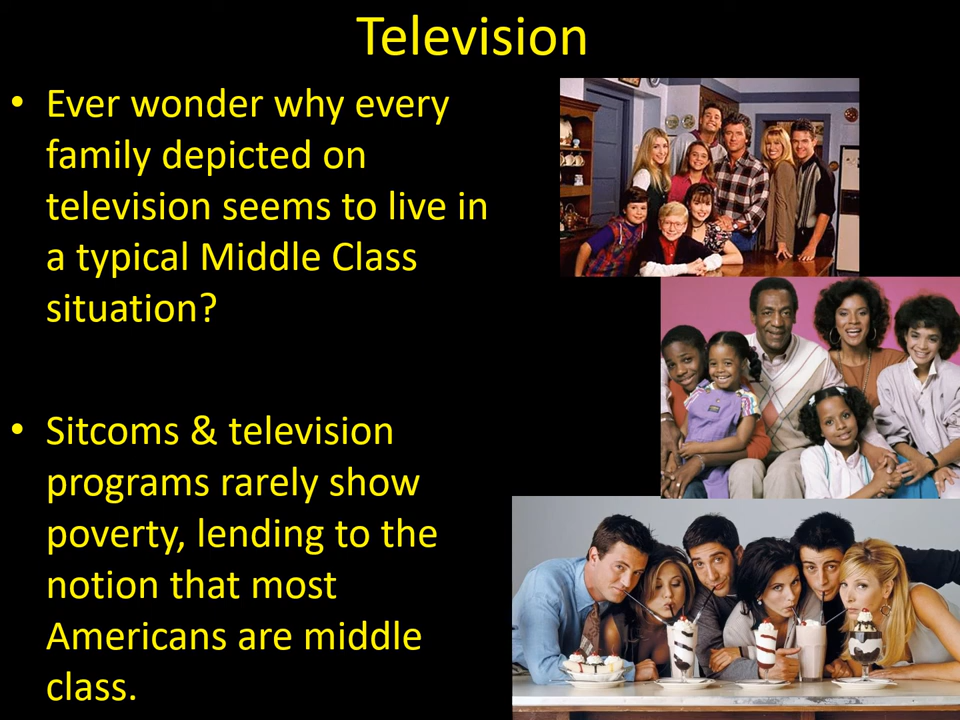 Television
• Ever wonder why every
family depicted on
television seems to live in
a typical Middle Class
situation?
• Sitcoms & television
programs rarely show
poverty, lending to the
notion that most
Americans are middle
class.